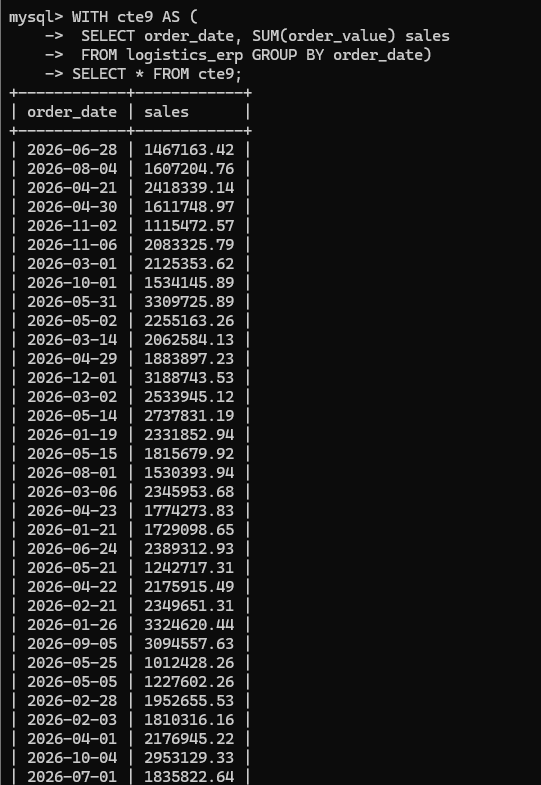 mysql> WITH cte9 AS (
    ->  SELECT order_date, SUM(order_value) sales
    ->  FROM logistics_erp GROUP BY order_date)
    -> SELECT * FROM cte9;
+------------+------------+
| order_date | sales      |
+------------+------------+
| 2026-06-28 | 1467163.42 |
| 2026-08-04 | 1607204.76 |
| 2026-04-21 | 2418339.14 |
| 2026-04-30 | 1611748.97 |
| 2026-11-02 | 1115472.57 |
| 2026-11-06 | 2083325.79 |
| 2026-03-01 | 2125353.62 |
| 2026-10-01 | 1534145.89 |
| 2026-05-31 | 3309725.89 |
| 2026-05-02 | 2255163.26 |
| 2026-03-14 | 2062584.13 |
| 2026-04-29 | 1883897.23 |
| 2026-12-01 | 3188743.53 |
| 2026-03-02 | 2533945.12 |
| 2026-05-14 | 2737831.19 |
| 2026-01-19 | 2331852.94 |
| 2026-05-15 | 1815679.92 |
| 2026-08-01 | 1530393.94 |
| 2026-03-06 | 2345953.68 |
| 2026-04-23 | 1774273.83 |
| 2026-01-21 | 1729098.65 |
| 2026-06-24 | 2389312.93 |
| 2026-05-21 | 1242717.31 |
| 2026-04-22 | 2175915.49 |
| 2026-02-21 | 2349651.31 |
| 2026-01-26 | 3324620.44 |
| 2026-09-05 | 3094557.63 |
| 2026-05-25 | 1012428.26 |
| 2026-05-05 | 1227602.26 |
| 2026-02-28 | 1952655.53 |
| 2026-02-03 | 1810316.16 |
| 2026-04-01 | 2176945.22 |
| 2026-10-04 | 2953129.33 |
| 2026-07-01 | 1835822.64 |